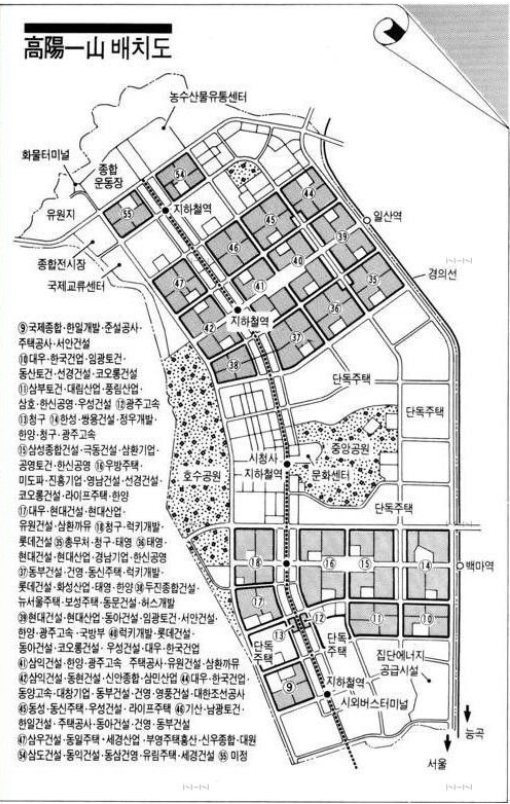 高陽一山 배치도
농수산물유통센터
화물터미널
종합
운동장
54
44
유원지
55
지하철역
45
일산역
39
46
종합전시장
40
국제교류센터
47
41
35
경의선
36
지하철역
42
37
38
⑨국제종합·한일개발·준설공사·
주택공사·서안건설
⑩대우·한국건업·임광토건·
동산토건·선경건설·코오롱건설
⑪삼부토건·대림산업·풍림산업·
삼호·한신공영·우성건설 ⑫광주고속
⑬청구 ⑭한성·쌍용건설·정우개발·
한양·청구·광주고속
⑮삼성종합건설·극동건설·삼환기업·
공영토건·한신공영 ⑯우방주택·
미도파·진흥기업·영남건설·선경건설·
코오롱건설·라이프주택·한양
⑰대우·현대건설·현대산업·
유원건설·삼환까뮤 ⑱청구·럭키개발·
롯데건설 ㉟총무처·청구·태영 ㊱태영·
현대건설·현대산업·경남기업·한신공영
㊲동부건설·건영·동신주택·럭키개발·
롯데건설·화성산업·태영·한양 ㊳두진종합건설·
뉴서울주택·보성주택·동문건설·허스개발
㊴현대건설·현대산업·동아건설·임광토건·서안건설·
한양·광주고속·국방부 ㊵럭키개발·롯데건설·
동아건설·코오롱건설·우성건설·대우·한국건업
㊶삼익건설·한양·광주고속 주택공사·유원건설·삼환까뮤
㊷삼익건설·동현건설·신안종합·삼민산업 ㊹대우·한국건업·
동양고속·대창기업·동부건설·건영·영풍건설·대한조선공사
㊺동성·동신주택·우성건설·라이프주택 ㊻기산·남광토건·
한일건설·주택공사·동아건설·건영·동부건설
㊼삼우건설·동일주택·세경산업·부영주택흥산·신우종합·대원
54삼도건설·동익건설·동삼건영·유림주택·세경건설 55 미정
단독주택
단독주택
중앙공원
시청사
지하철역
문화센터
호수공원
단독주택
⑱
⑯
⑮
⑭
백마역
⑰
⑬
⑫
⑪
⑩
단독
주택
단독
주택
집단에너지
공급시설
⑨
지하철역
시외버스터미널
능곡
서울